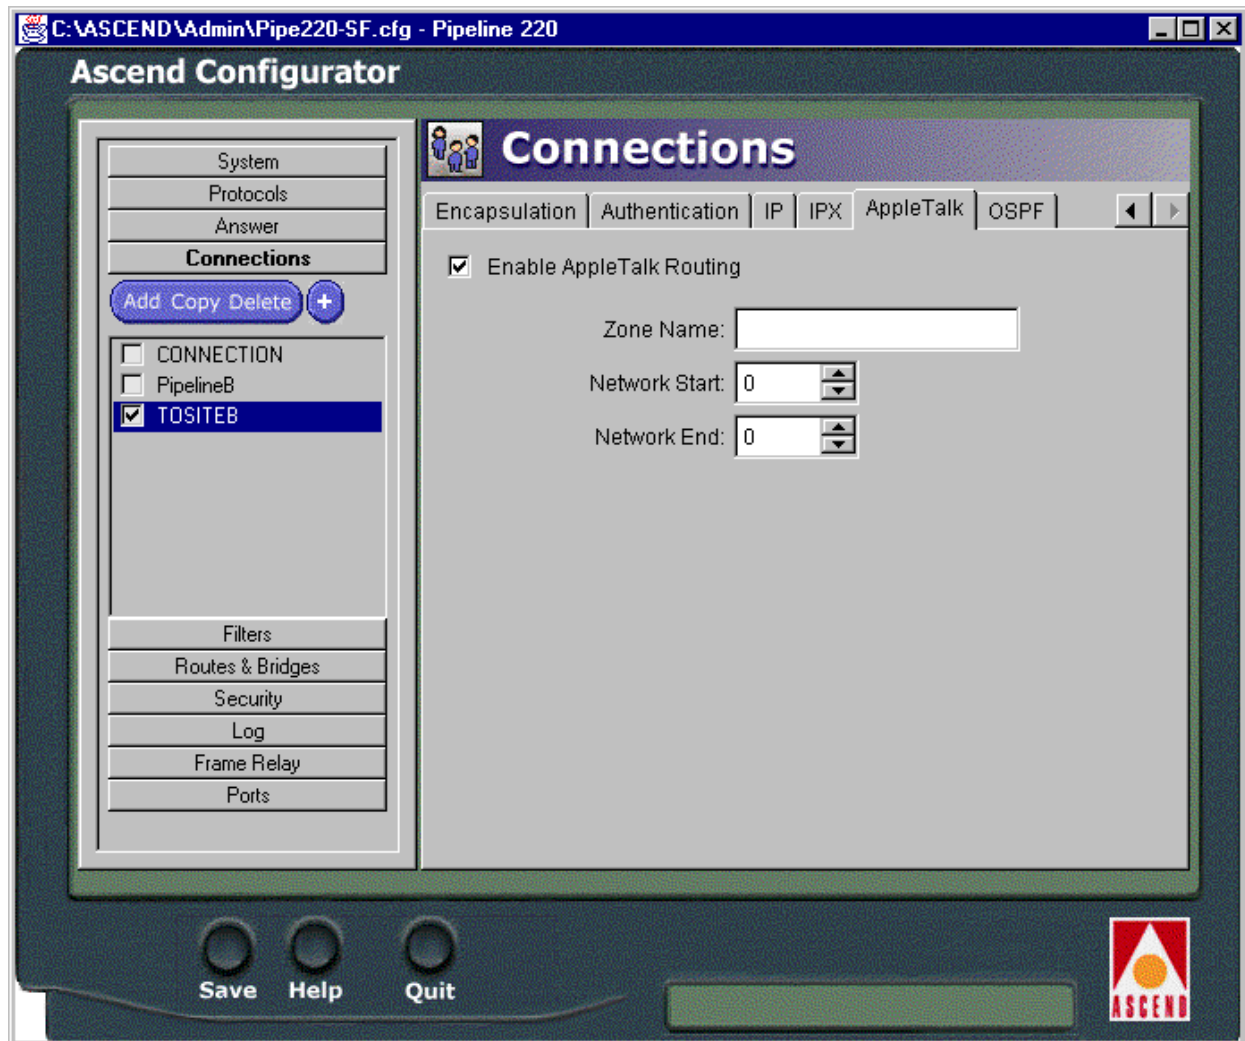 C:\ASCEND\Admin\Pipe220-SF.cfg - Pipeline 220
Ascend Configurator
System
Protocols
Answer
Connections
Add Copy Delete +
CONNECTION
PipelineB
TOSITEB
Filters
Routes & Bridges
Security
Log
Frame Relay
Ports
Connections
Encapsulation Authentication IP IPX AppleTalk OSPF
Enable AppleTalk Routing
Zone Name:
Network Start: 0
Network End: 0
Save Help Quit
ASCEND